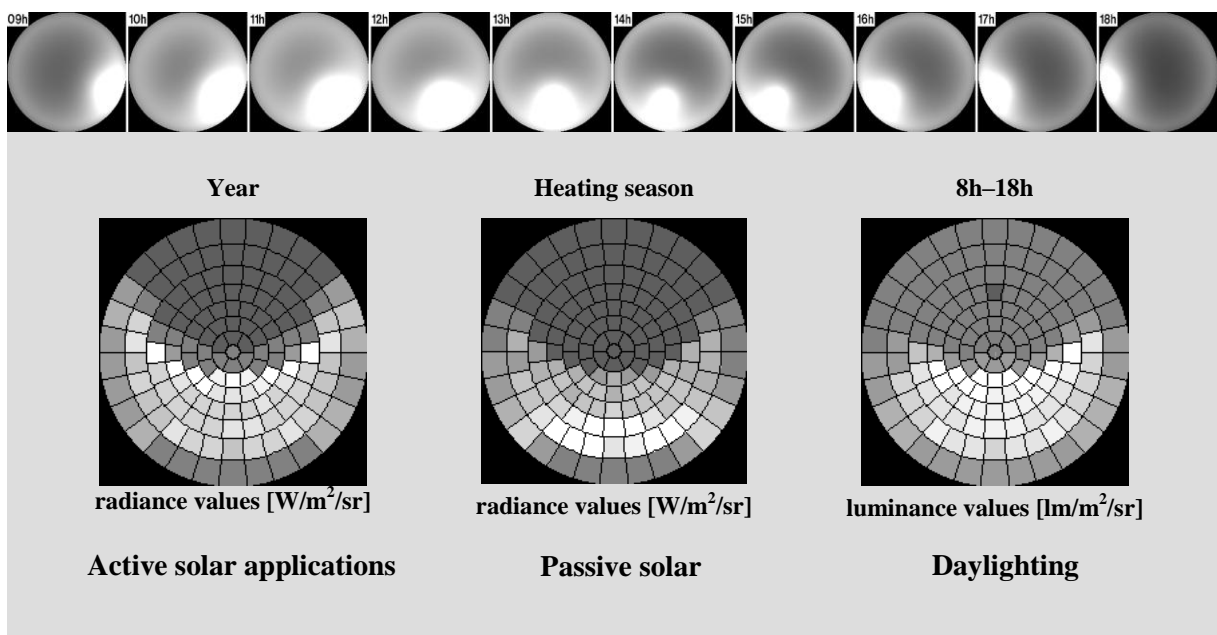 09h 10h 11h 12h 13h 14h 15h 16h 17h 18h
Year Heating season 8h–18h
radiance values [W/m²/sr] radiance values [W/m²/sr] luminance values [lm/m²/sr]
Active solar applications Passive solar Daylighting